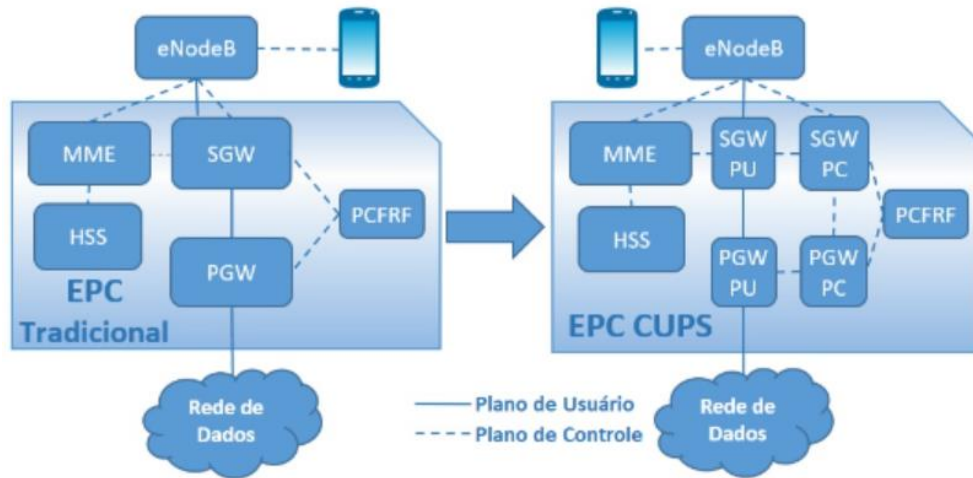 eNodeB
MME
SGW
HSS
PGW
PCFRF
EPC
Tradicional
Rede de
Dados
eNodeB
MME
SGW
PU
SGW
PC
HSS
PCFRF
PGW
PU
PGW
PC
EPC CUPS
Rede de
Dados
Plano de Usuário
Plano de Controle